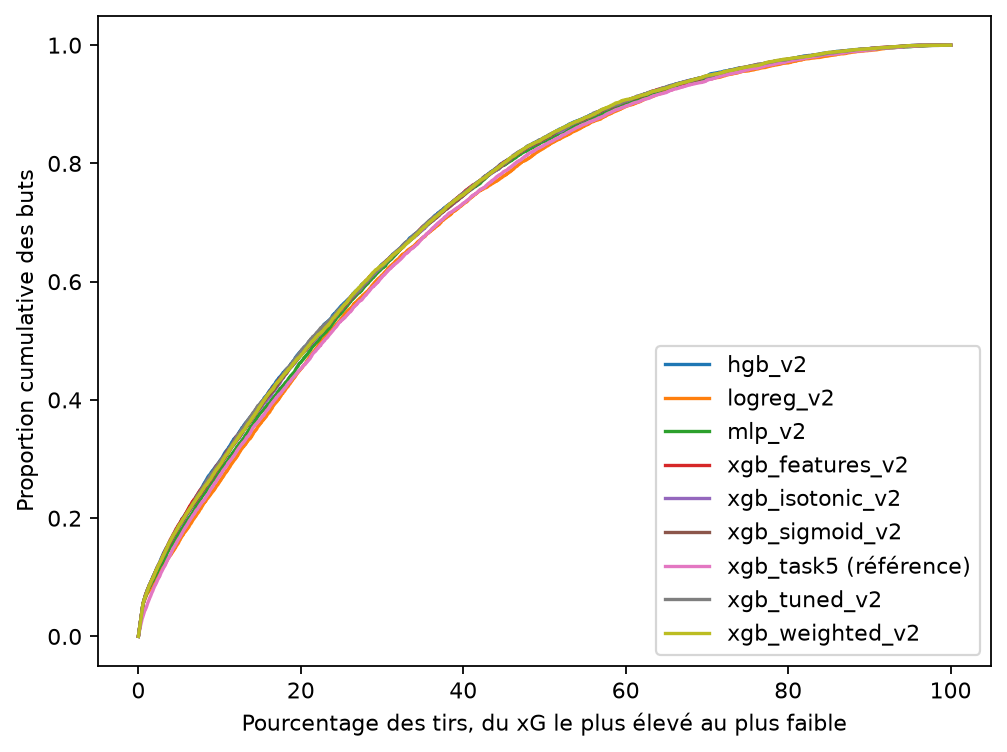 1.0
0.8
0.6
0.4
0.2
0.0
Proportion cumulative des buts
hgb_v2
logreg_v2
mlp_v2
xgb_features_v2
xgb_isotonic_v2
xgb_sigmoid_v2
xgb_task5 (référence)
xgb_tuned_v2
xgb_weighted_v2
0 20 40 60 80 100
Pourcentage des tirs, du xG le plus élevé au plus faible